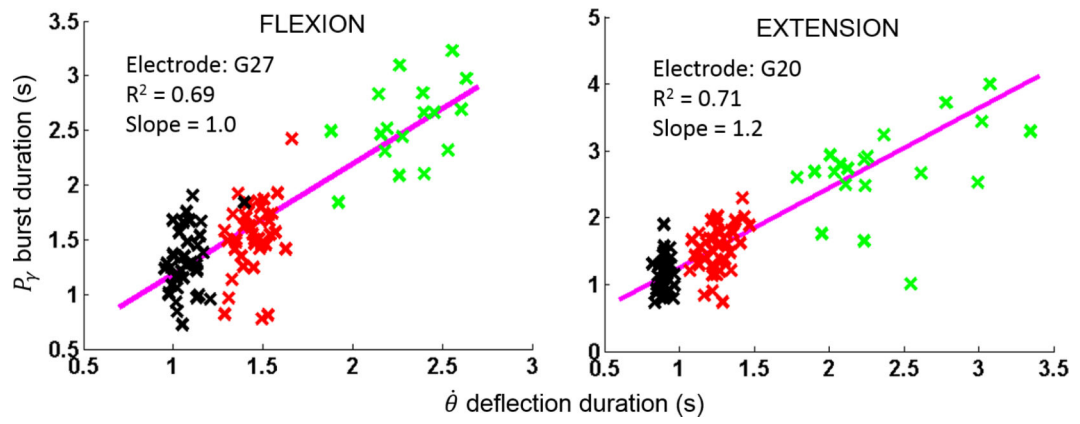 FLEXION
Electrode: G27
R² = 0.69
Slope = 1.0
Pγ burst duration (s)
3.5
3
2.5
2
1.5
1
0.5
0.5 1 1.5 2 2.5 3
EXTENSION
Electrode: G20
R² = 0.71
Slope = 1.2
5
4
3
2
1
0
0.5 1 1.5 2 2.5 3 3.5
θ̇ deflection duration (s)